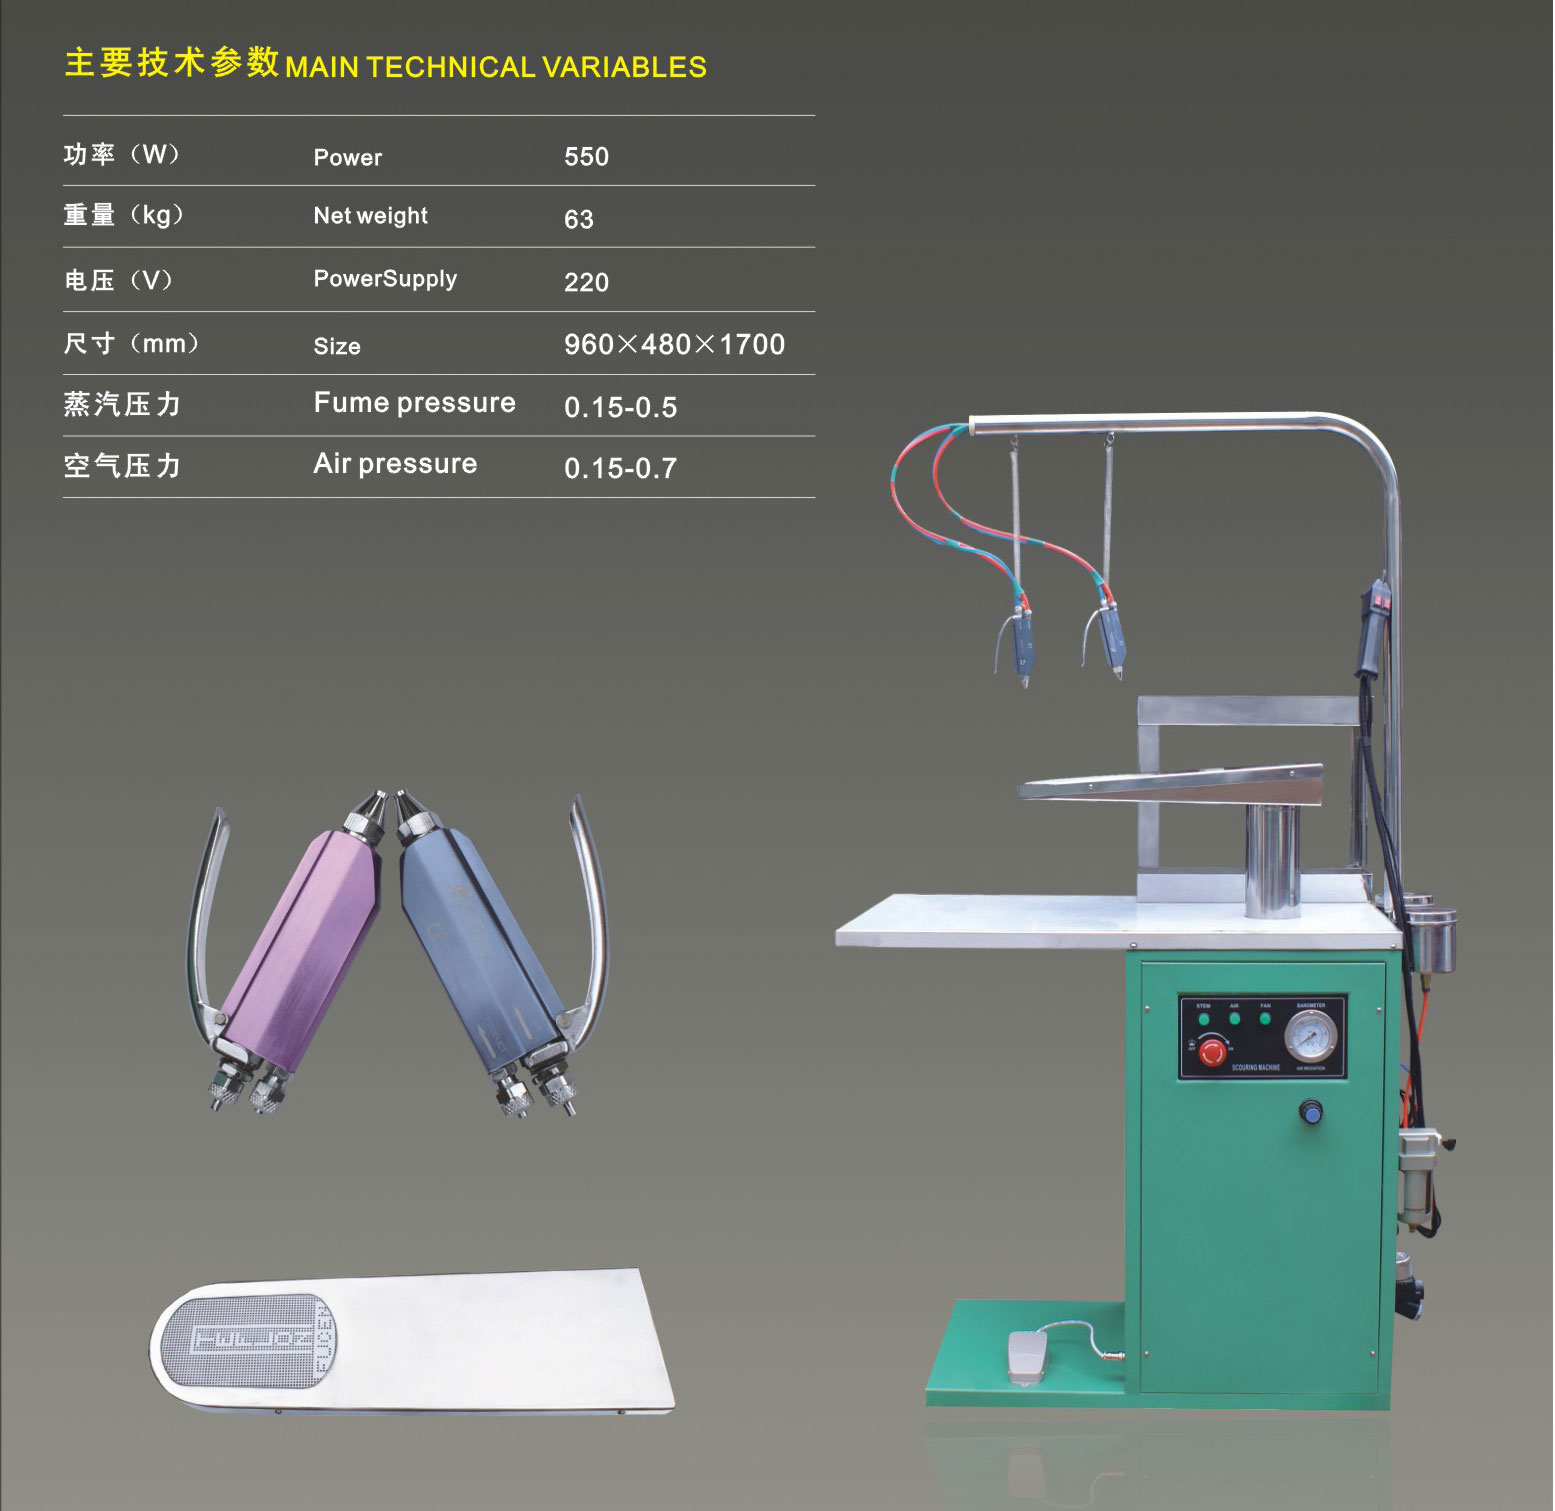 主要技术参数 MAIN TECHNICAL VARIABLES
功率（W） Power 550
重量（kg） Net weight 63
电压（V） PowerSupply 220
尺寸（mm） Size 960×480×1700
蒸汽压力 Fume pressure 0.15-0.5
空气压力 Air pressure 0.15-0.7
STEM AIR FAN BAROMETER
OFF ON
SCOURING MACHINE